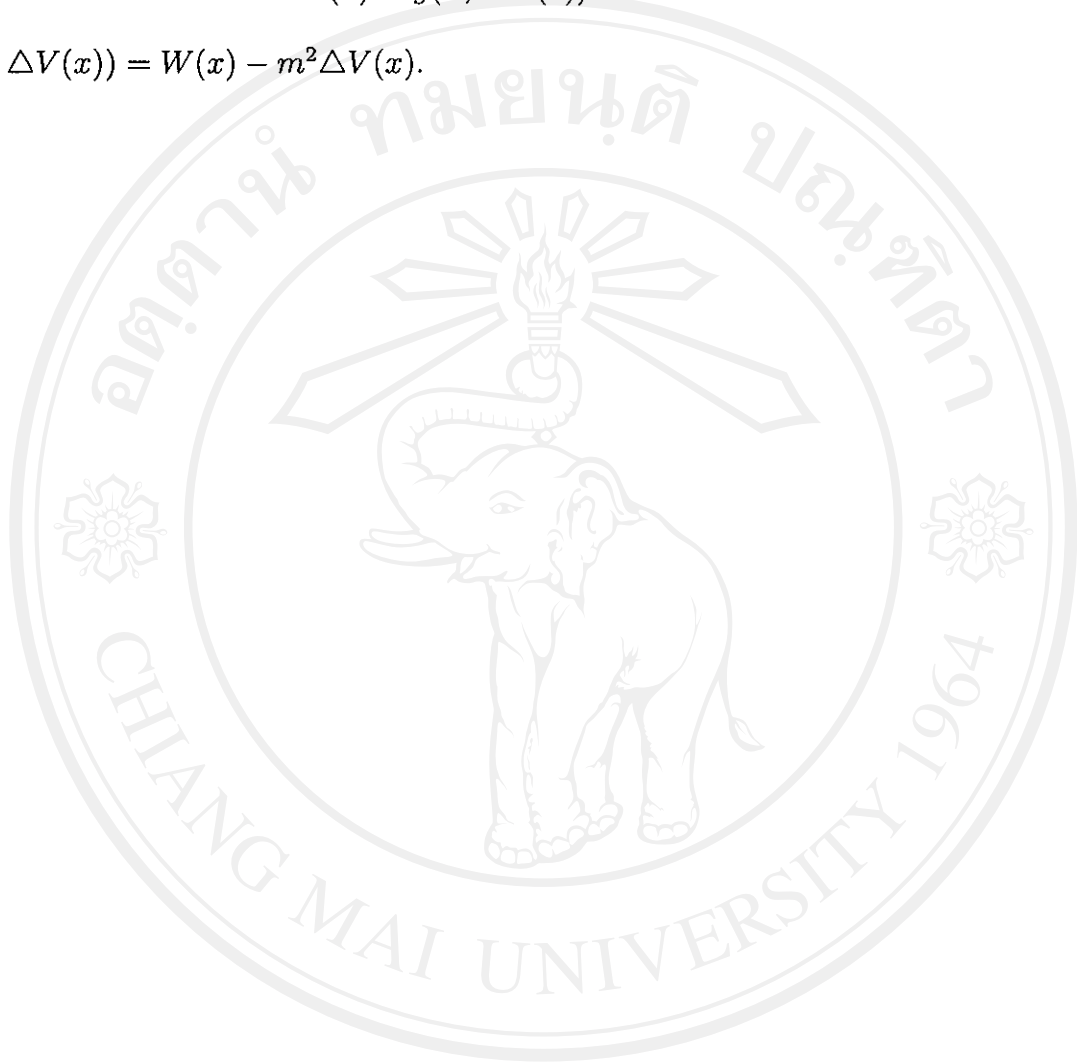 △V(x)) = W(x) − m²△V(x).
อตฺตานํ ทมยนฺติ ปณฺฑิตา
CHIANG MAI UNIVERSITY 1964